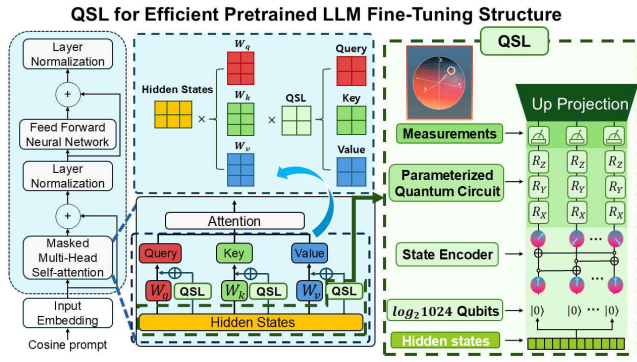 QSL for Efficient Pretrained LLM Fine-Tuning Structure
Layer
Normalization
+
Feed Forward
Neural Network
Layer
Normalization
+
Masked
Multi-Head
Self-attention
Input
Embedding
Cosine prompt
Hidden States
×
W_q
W_k
W_v
×
QSL
Query
Key
Value
Attention
Query
Key
Value
W_q
QSL
W_k
QSL
W_v
QSL
Hidden States
QSL
Up Projection
Measurements
Parameterized
Quantum Circuit
R_Z R_Z R_Z
R_Y R_Y R_Y
R_X R_X R_X
State Encoder
...
...
log_2 1024 Qubits
|0⟩ |0⟩ ... |0⟩
Hidden states